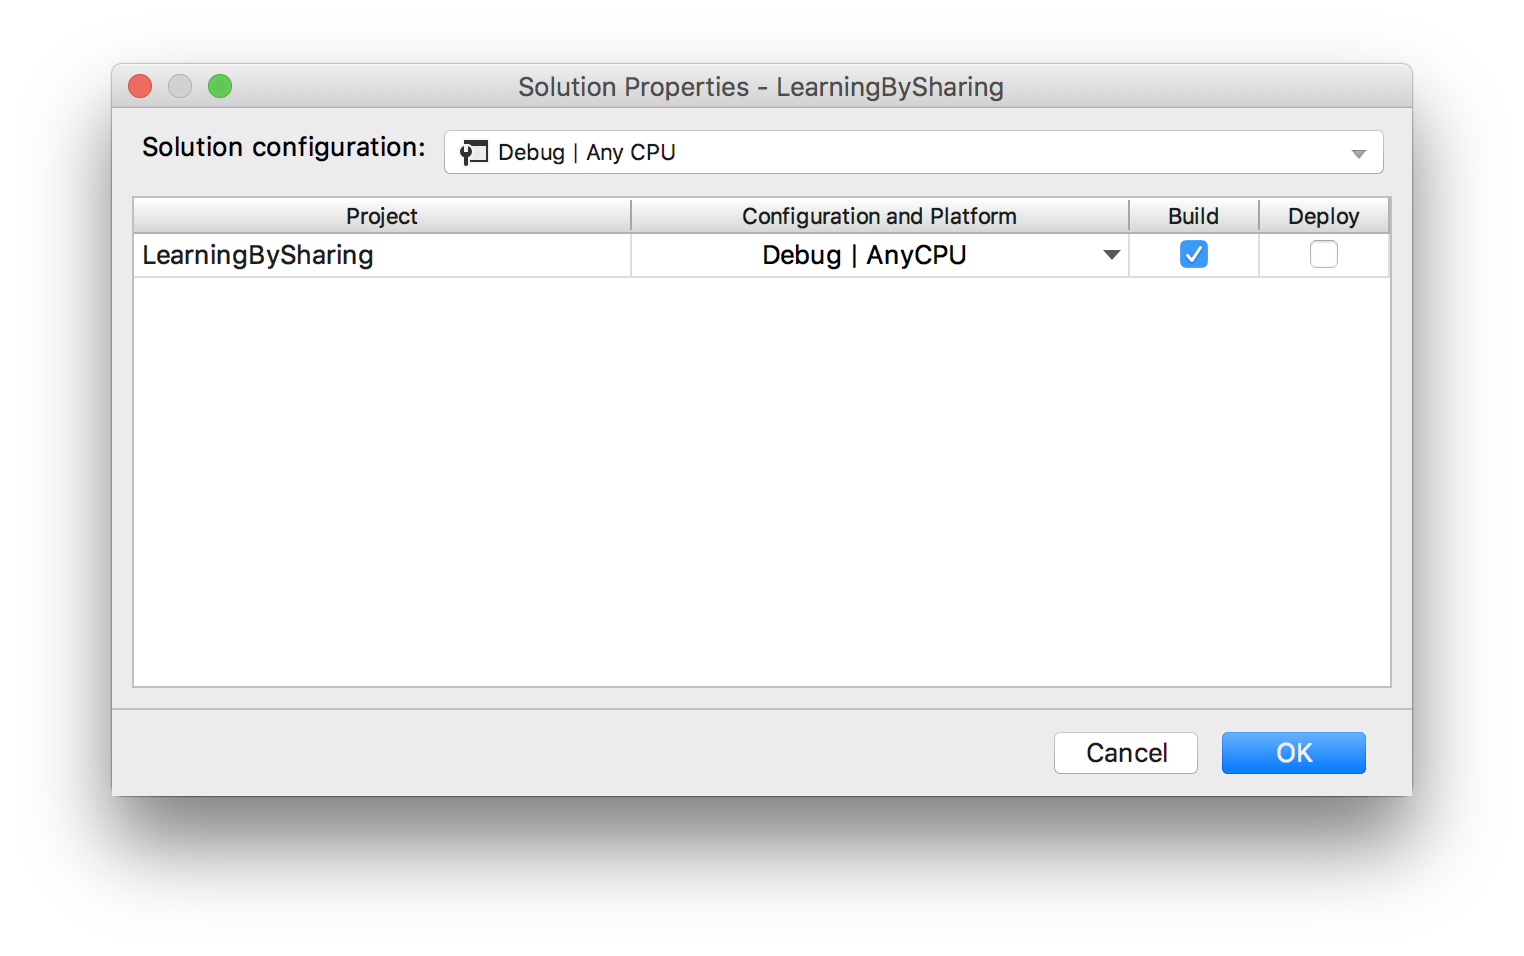 Solution Properties - LearningBySharing
Solution configuration: Debug | Any CPU
Project Configuration and Platform Build Deploy
LearningBySharing Debug | AnyCPU
Cancel OK